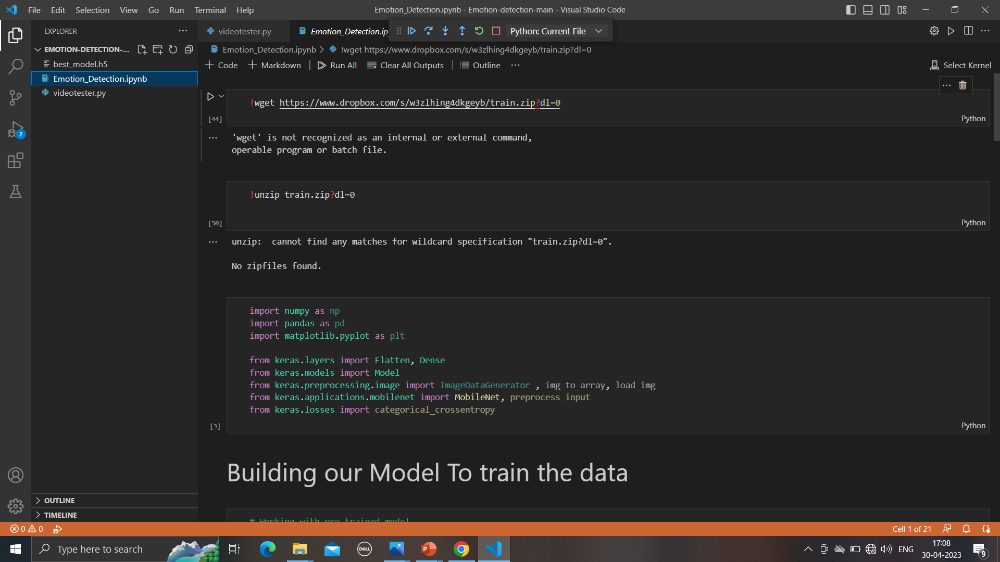 File Edit Selection View Go Run Terminal Help
Emotion_Detection.ipynb - Emotion-detection-main - Visual Studio Code
EXPLORER
EMOTION-DETECTION-...
best_model.h5
Emotion_Detection.ipynb
videotester.py
OUTLINE
TIMELINE
2
videotester.py
Emotion_Detection.ip
Python: Current File
Emotion_Detection.ipynb > !wget https://www.dropbox.com/s/w3zlhing4dkgeyb/train.zip?dl=0
+ Code + Markdown | Run All Clear All Outputs | Outline ...
Select Kernel
!wget https://www.dropbox.com/s/w3zlhing4dkgeyb/train.zip?dl=0
[44]
Python
'wget' is not recognized as an internal or external command,
operable program or batch file.
!unzip train.zip?dl=0
[50]
Python
unzip:  cannot find any matches for wildcard specification "train.zip?dl=0".
No zipfiles found.
import numpy as np
import pandas as pd
import matplotlib.pyplot as plt
from keras.layers import Flatten, Dense
from keras.models import Model
from keras.preprocessing.image import ImageDataGenerator , img_to_array, load_img
from keras.applications.mobilenet import MobileNet, preprocess_input
from keras.losses import categorical_crossentropy
[3]
Python
Building our Model To train the data
# Working with pre trained model
0 0
Cell 1 of 21
Type here to search
DELL
ENG
17:08
30-04-2023
9